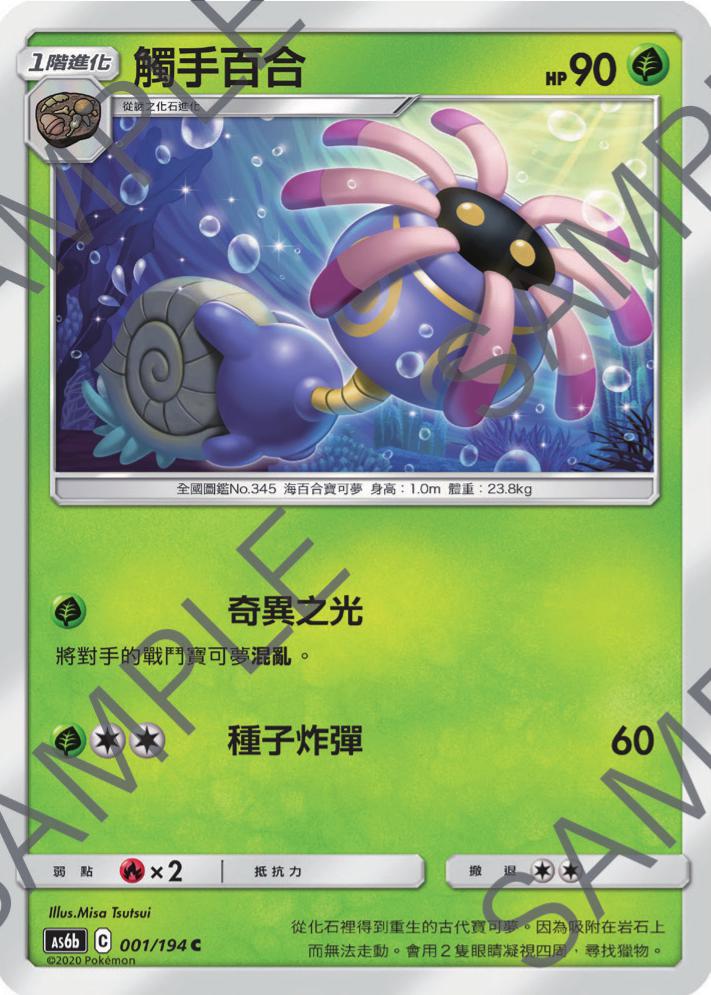 1階進化
觸手百合
HP 90
從謎之化石進化
全國圖鑑No.345 海百合寶可夢 身高：1.0m 體重：23.8kg
奇異之光
將對手的戰鬥寶可夢混亂。
種子炸彈 60
弱點 ×2 抵抗力 撤退
Illus.Misa Tsutsui
AS6b C 001/194 C
©2020 Pokémon
從化石裡得到重生的古代寶可夢。因為吸附在岩石上
而無法走動。會用2隻眼睛凝視四周，尋找獵物。
SAMPLE
SAMPLE
SAMPLE
SAMPLE
SAMPLE
SAMPLE